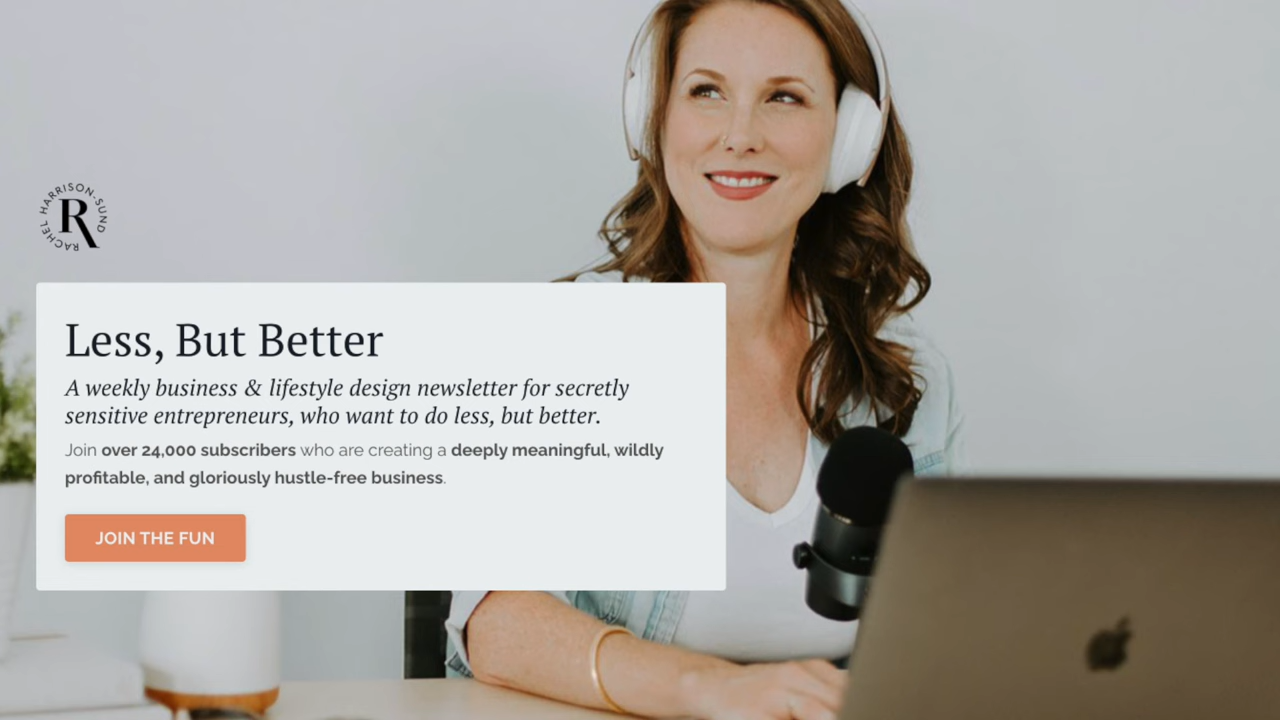 RACHEL HARRISON-SUND
R
Less, But Better
A weekly business & lifestyle design newsletter for secretly
sensitive entrepreneurs, who want to do less, but better.
Join over 24,000 subscribers who are creating a deeply meaningful, wildly
profitable, and gloriously hustle-free business.
JOIN THE FUN